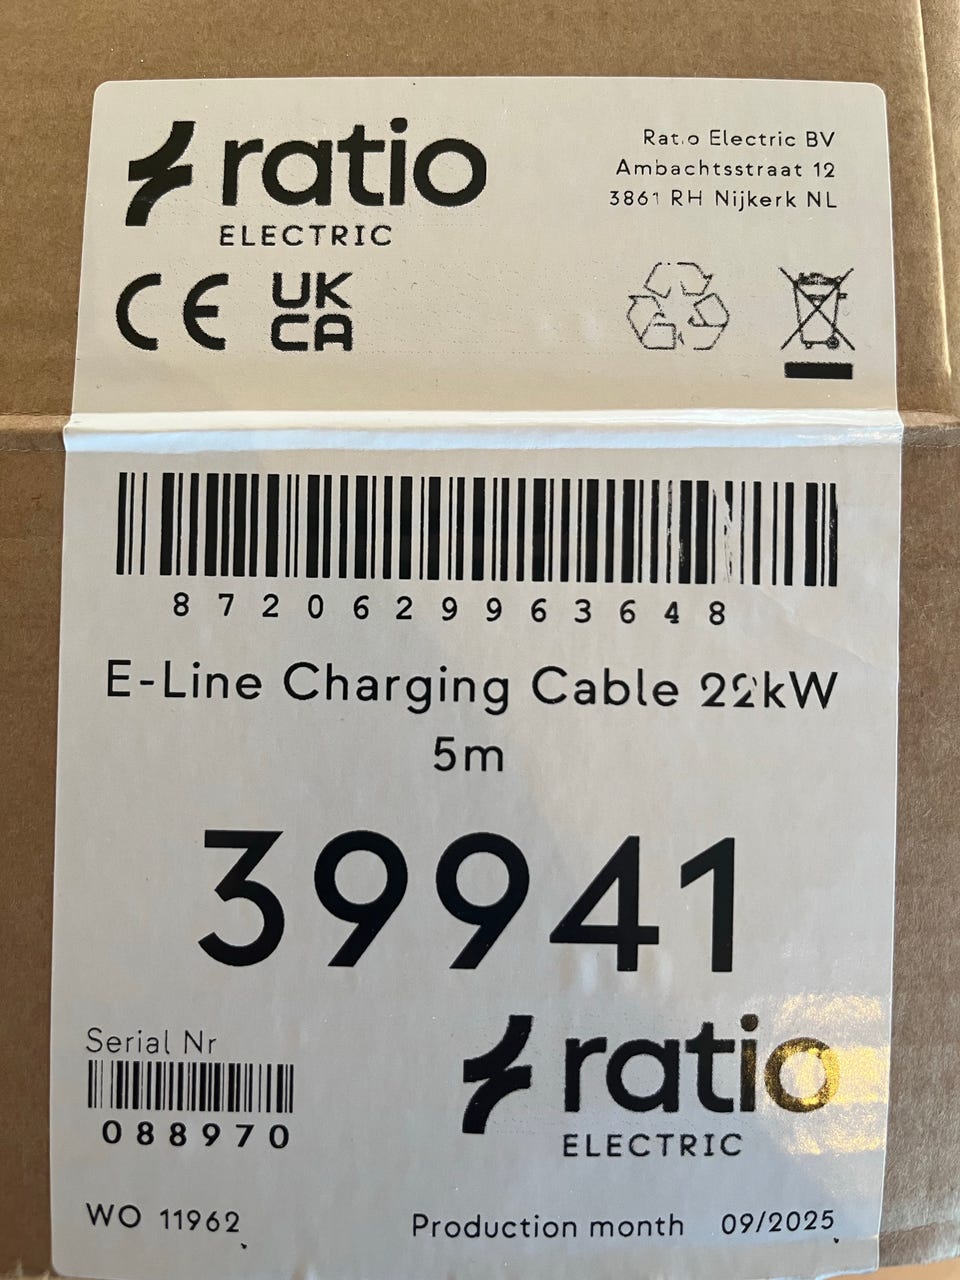 ratio
ELECTRIC
Ratio Electric BV
Ambachtsstraat 12
3861 RH Nijkerk NL
CE
UK
CA
8720629963648
E-Line Charging Cable 22kW
5m
39941
Serial Nr
088970
ratio
ELECTRIC
WO 11962
Production month 09/2025